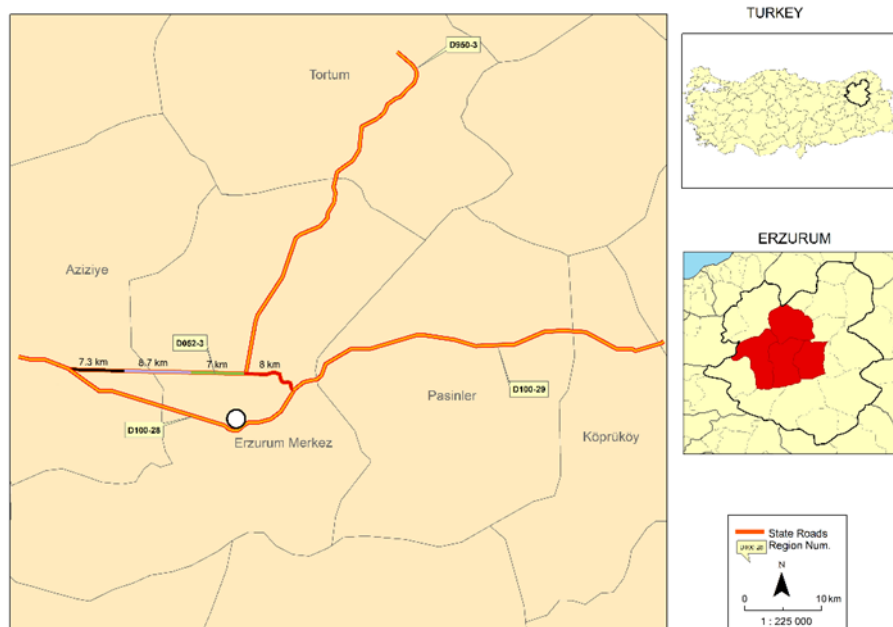 TURKEY
D950-3
Tortum
ERZURUM
Aziziye
D052-3
7.3 km
8.7 km
7 km
8 km
D100-29
Pasinler
D100-28
Erzurum Merkez
Köprüköy
State Roads
Region Num.
N
0 10 km
1 : 225 000